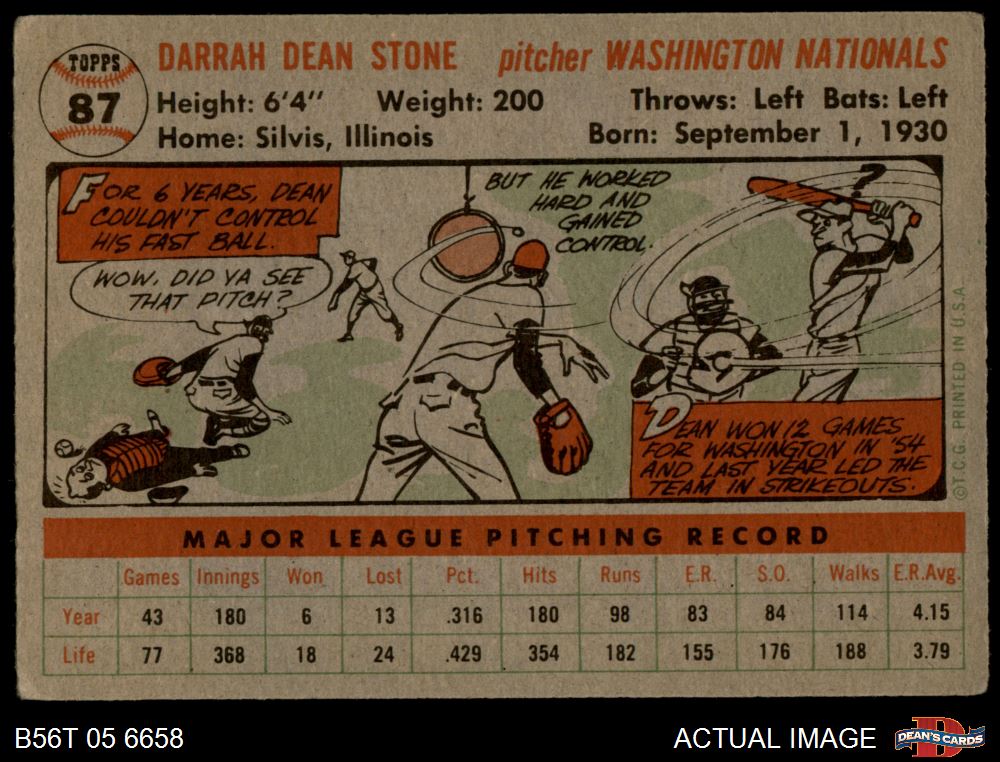 TOPPS
87
DARRAH DEAN STONE pitcher WASHINGTON NATIONALS
Height: 6'4" Weight: 200 Throws: Left Bats: Left
Home: Silvis, Illinois Born: September 1, 1930
FOR 6 YEARS, DEAN
COULDN'T CONTROL
HIS FAST BALL.
WOW, DID YA SEE
THAT PITCH?
BUT HE WORKED
HARD AND
GAINED
CONTROL.
?
DEAN WON 12 GAMES
FOR WASHINGTON IN '54
AND LAST YEAR LED THE
TEAM IN STRIKEOUTS.
©T.C.G. PRINTED IN U.S.A.
MAJOR LEAGUE PITCHING RECORD
Games Innings Won Lost Pct. Hits Runs E.R. S.O. Walks E.R.Avg.
Year 43 180 6 13 .316 180 98 83 84 114 4.15
Life 77 368 18 24 .429 354 182 155 176 188 3.79
B56T 05 6658 ACTUAL IMAGE
D
DEAN'S CARDS